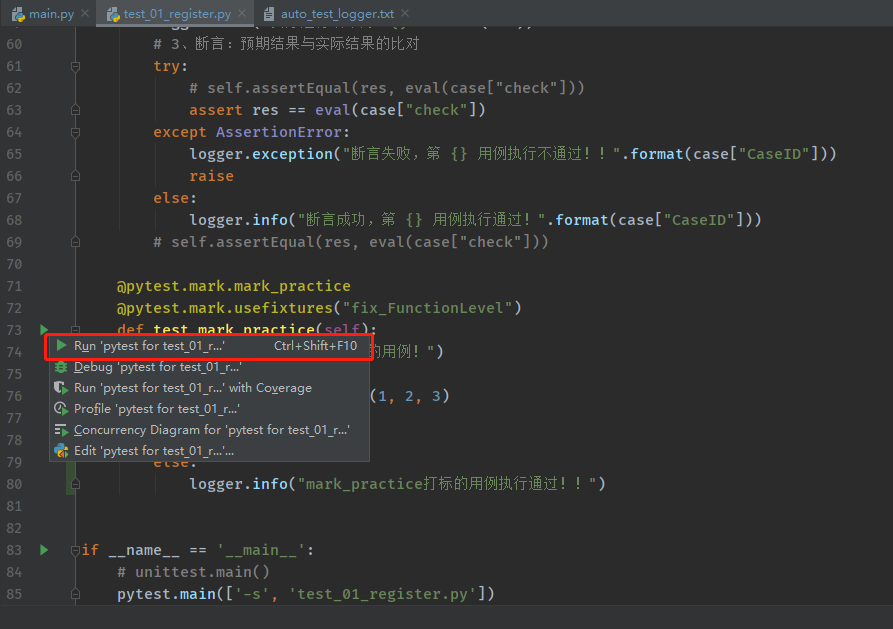 main.py test_01_register.py auto_test_logger.txt
60 # 3、断言：预期结果与实际结果的比对
61 try:
62 # self.assertEqual(res, eval(case["check"]))
63 assert res == eval(case["check"])
64 except AssertionError:
65 logger.exception("断言失败，第 {} 用例执行不通过！！".format(case["CaseID"]))
66 raise
67 else:
68 logger.info("断言成功，第 {} 用例执行通过！".format(case["CaseID"]))
69 # self.assertEqual(res, eval(case["check"]))
70
71 @pytest.mark.mark_practice
72 @pytest.mark.usefixtures("fix_FunctionLevel")
73 def test_mark_practice(self):
Run 'pytest for test_01_r...' Ctrl+Shift+F10
74 的用例！")
75 Debug 'pytest for test_01_r...'
76 Run 'pytest for test_01_r...' with Coverage (1, 2, 3)
77 Profile 'pytest for test_01_r...'
78 Concurrency Diagram for 'pytest for test_01_r...'
Edit 'pytest for test_01_r...'...
79 else:
80 logger.info("mark_practice打标的用例执行通过！！")
81
82
83 if __name__ == '__main__':
84 # unittest.main()
85 pytest.main(['-s', 'test_01_register.py'])